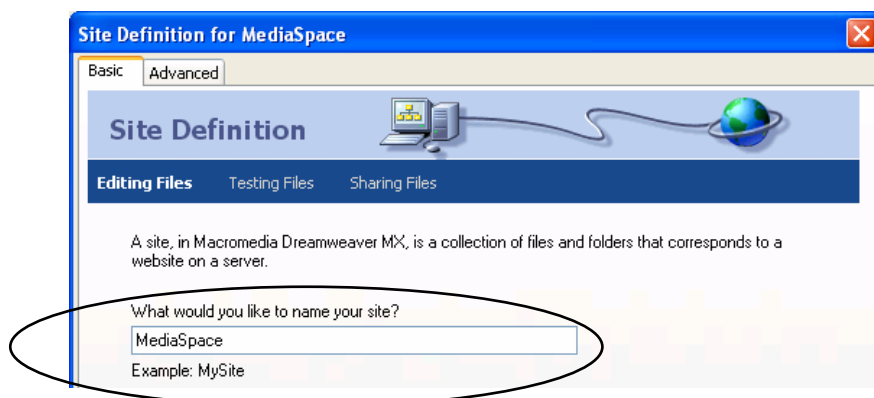 Site Definition for MediaSpace
Basic Advanced
Site Definition
Editing Files Testing Files Sharing Files
A site, in Macromedia Dreamweaver MX, is a collection of files and folders that corresponds to a
website on a server.
What would you like to name your site?
MediaSpace
Example: MySite